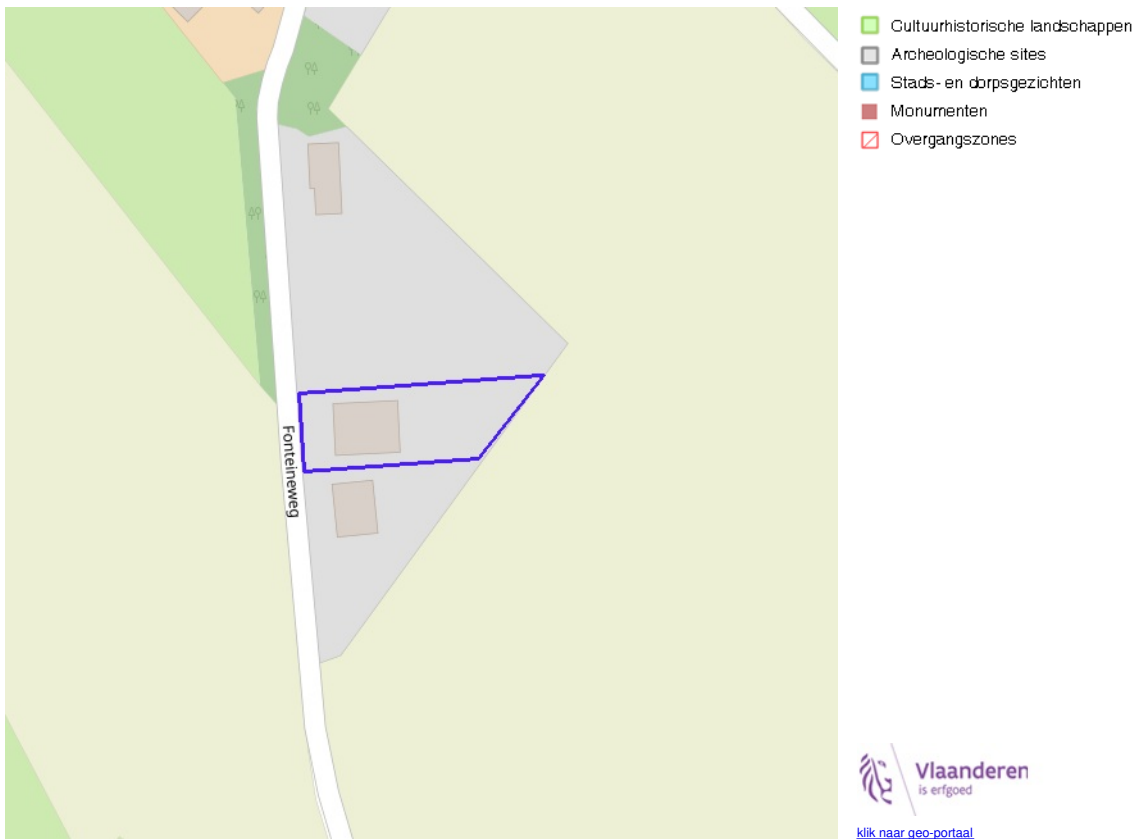 Cultuurhistorische landschappen
Archeologische sites
Stads- en dorpsgezichten
Monumenten
Overgangszones
Fonteineweg
Vlaanderen
is erfgoed
klik naar geo-portaal